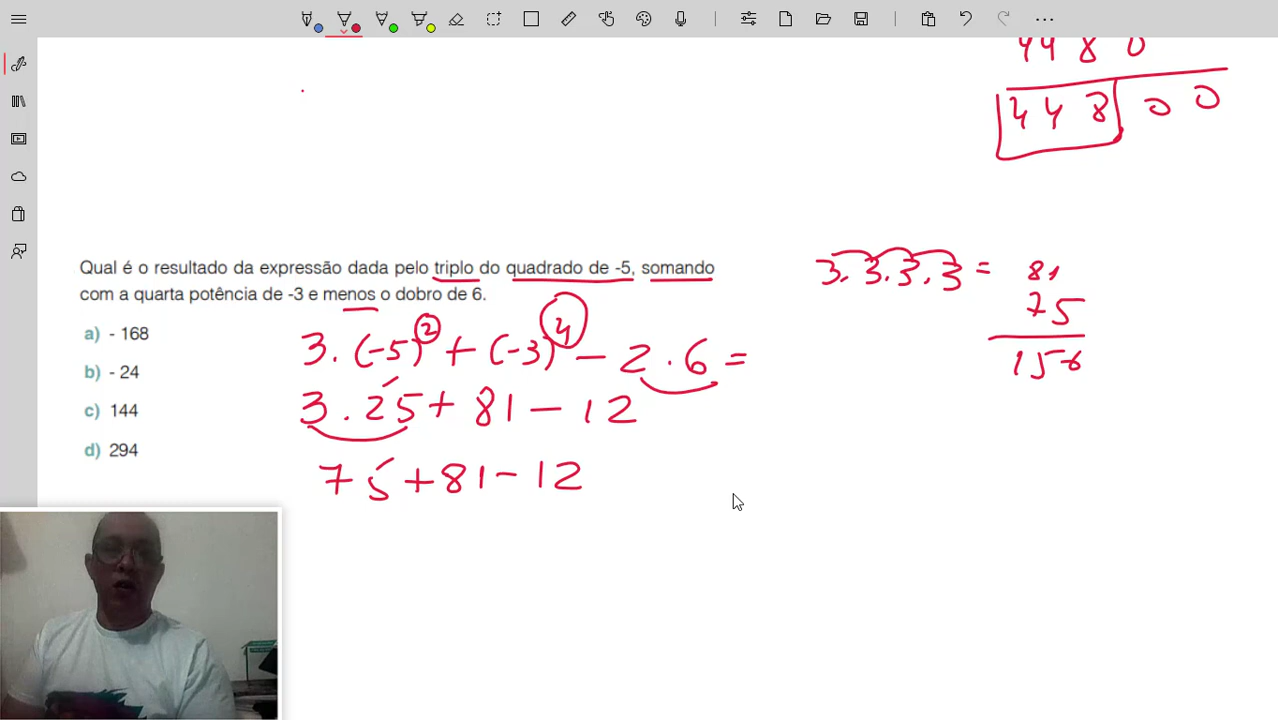 44 8 0
448 0 0
Qual é o resultado da expressão dada pelo triplo do quadrado de -5, somando
com a quarta potência de -3 e menos o dobro de 6.
a) - 168
b) - 24
c) 144
d) 294
3. (-5)² + (-3)⁴ - 2 . 6 =
3 . 25 + 81 - 12
75 + 81 - 12
3. 3. 3. 3 = 81
75
156